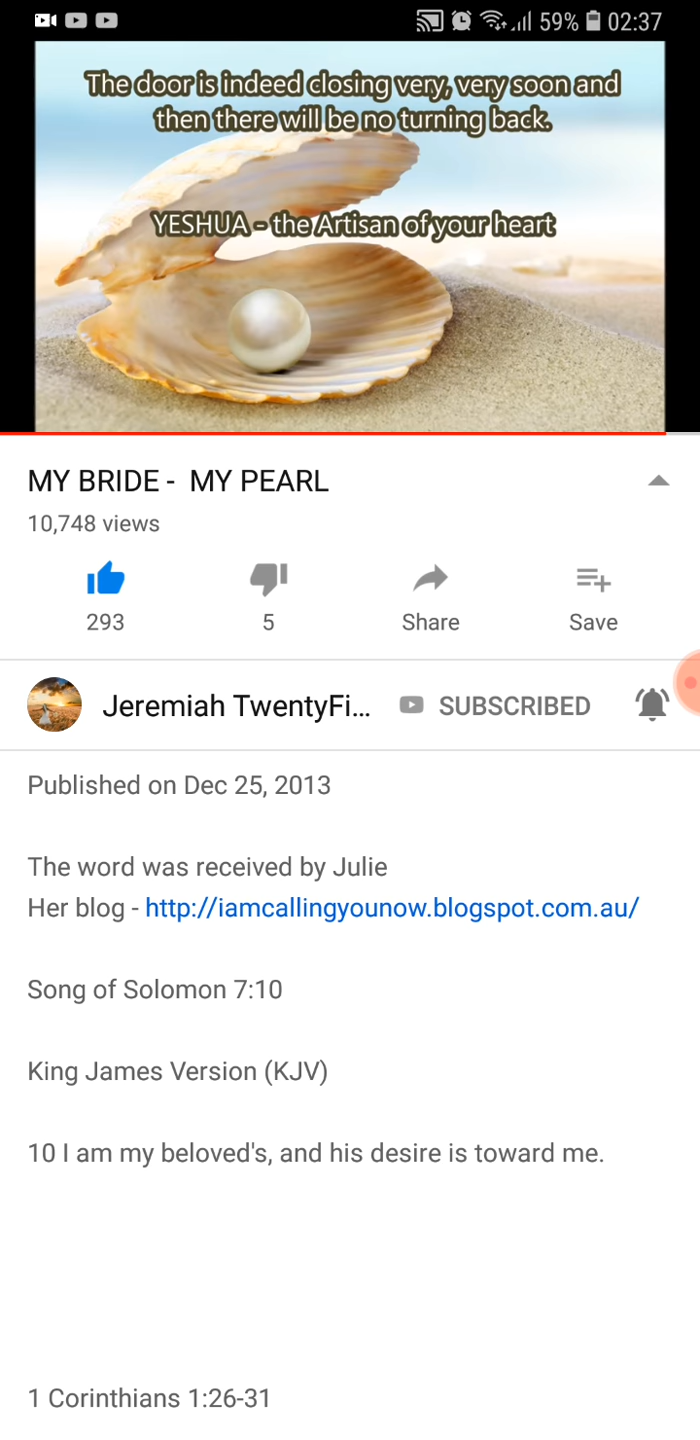 59% 02:37
The door is indeed closing very, very soon and
then there will be no turning back.
YESHUA - the Artisan of your heart
MY BRIDE - MY PEARL
10,748 views
293 5 Share Save
Jeremiah TwentyFi... SUBSCRIBED
Published on Dec 25, 2013
The word was received by Julie
Her blog - http://iamcallingyounow.blogspot.com.au/
Song of Solomon 7:10
King James Version (KJV)
10 I am my beloved's, and his desire is toward me.
1 Corinthians 1:26-31